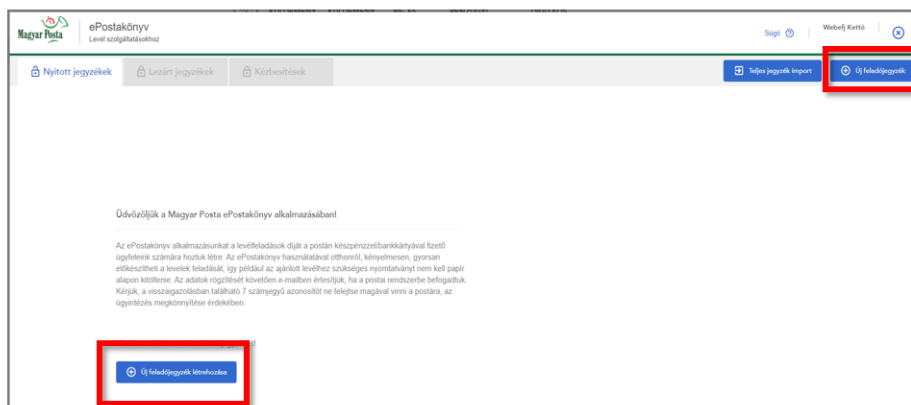 Magyar Posta
ePostakönyv
Levél szolgáltatásokhoz
Súgó
Webefj Kettő
Nyitott jegyzékek
Lezárt jegyzékek
Kézbesítések
Teljes jegyzék import
Új feladójegyzék
Üdvözöljük a Magyar Posta ePostakönyv alkalmazásában!
Az ePostakönyv alkalmazásunkat a levélfeladások díját a postán készpénzzel/bankkártyával fizető
ügyfeleink számára hoztuk létre. Az ePostakönyv használatával otthonról, kényelmesen, gyorsan
előkészítheti a levelek feladását, így például az ajánlott levélhez szükséges nyomtatványt nem kell papír
alapon kitöltenie. Az adatok rögzítését követően e-mailben értesítjük, ha a postai rendszerbe befogadtuk.
Kérjük, a visszaigazolásban található 7 számjegyű azonosítót ne felejtse magával vinni a postára, az
ügyintézés megkönnyítése érdekében.
Új feladójegyzék létrehozása